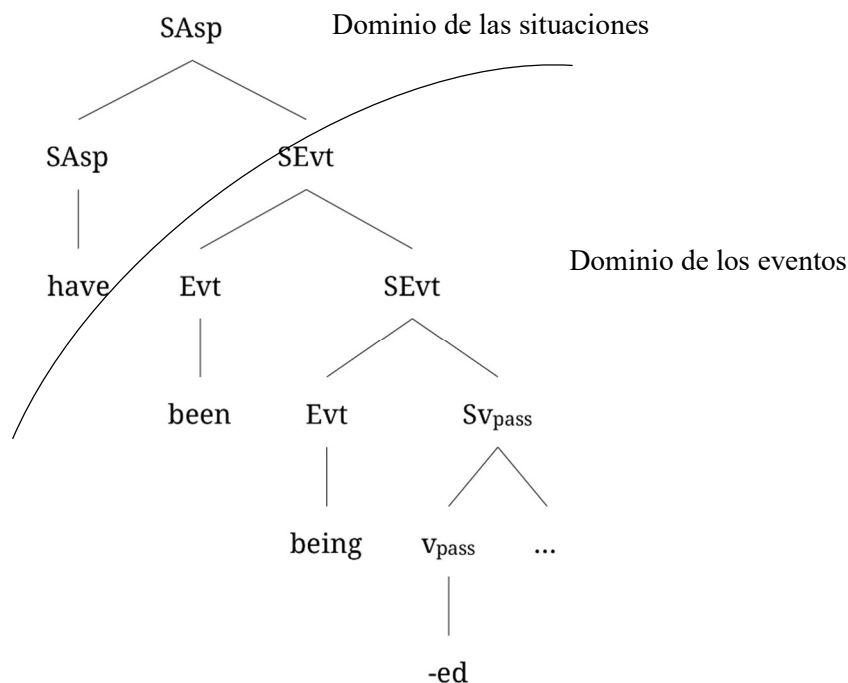 SAsp Dominio de las situaciones
SAsp SEvt
Dominio de los eventos
have Evt SEvt
been Evt Svpass
being vpass ...
-ed